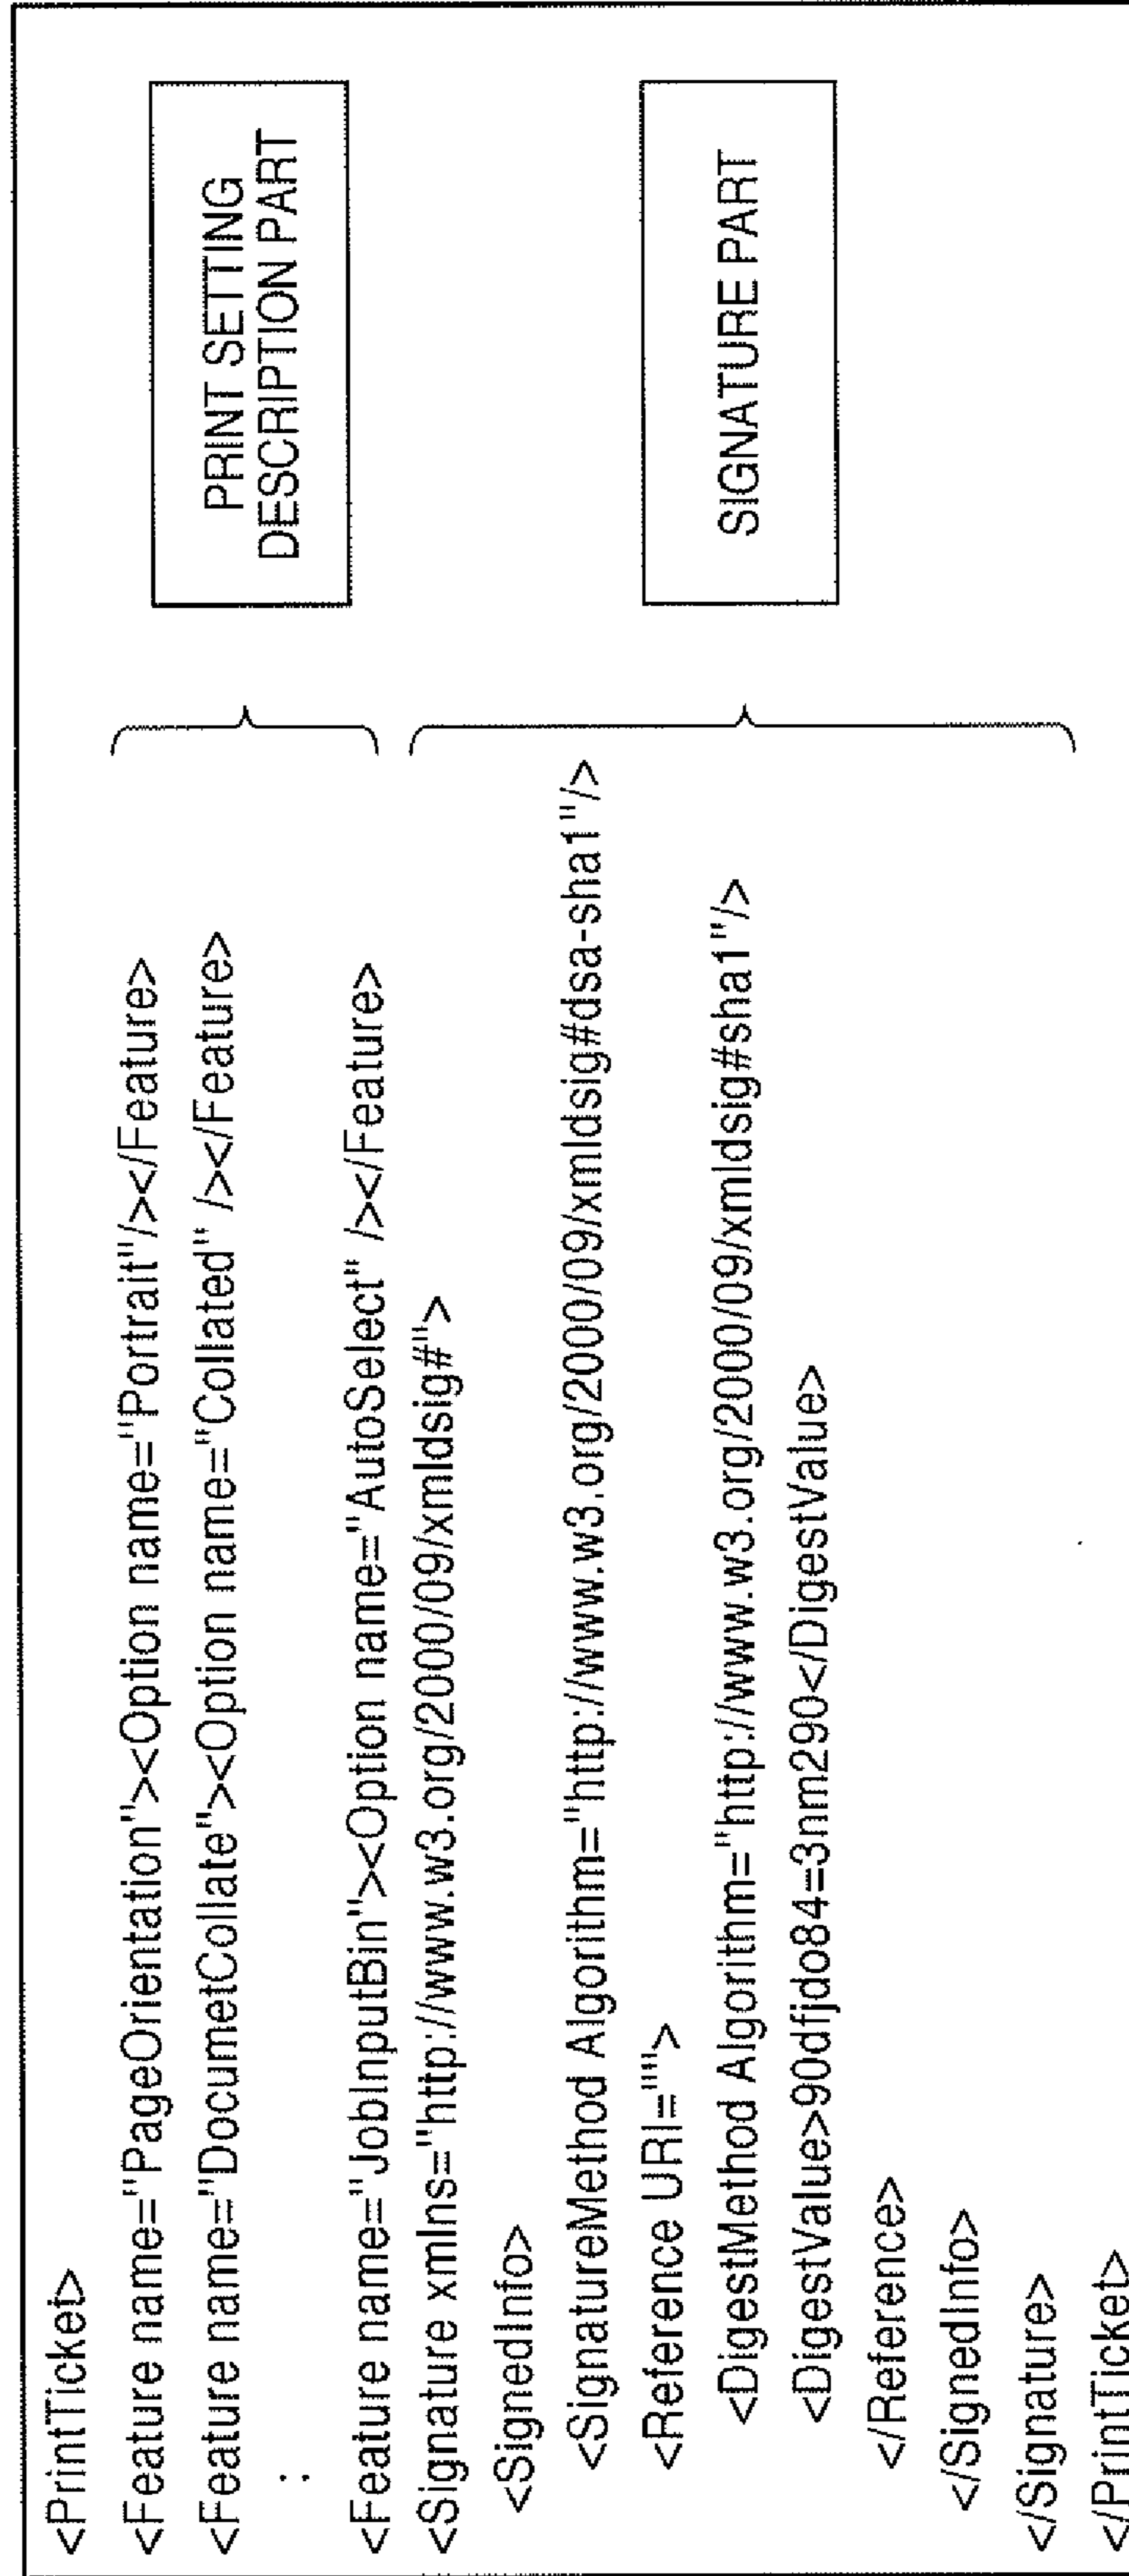 <PrintTicket>
<Feature name="PageOrientation"><Option name="Portrait"/></Feature>
<Feature name="DocumetCollate"><Option name="Collated" /></Feature>
:
<Feature name="JobInputBin"><Option name="AutoSelect" /></Feature>
PRINT SETTING
DESCRIPTION PART
<Signature xmlns="http://www.w3.org/2000/09/xmldsig#">
<SignedInfo>
<SignatureMethod Algorithm="http://www.w3.org/2000/09/xmldsig#dsa-sha1"/>
<Reference URI="">
<DigestMethod Algorithm="http://www.w3.org/2000/09/xmldsig#sha1"/>
<DigestValue>90dfjdo84=3nm290</DigestValue>
</Reference>
</SignedInfo>
</Signature>
SIGNATURE PART
</PrintTicket>